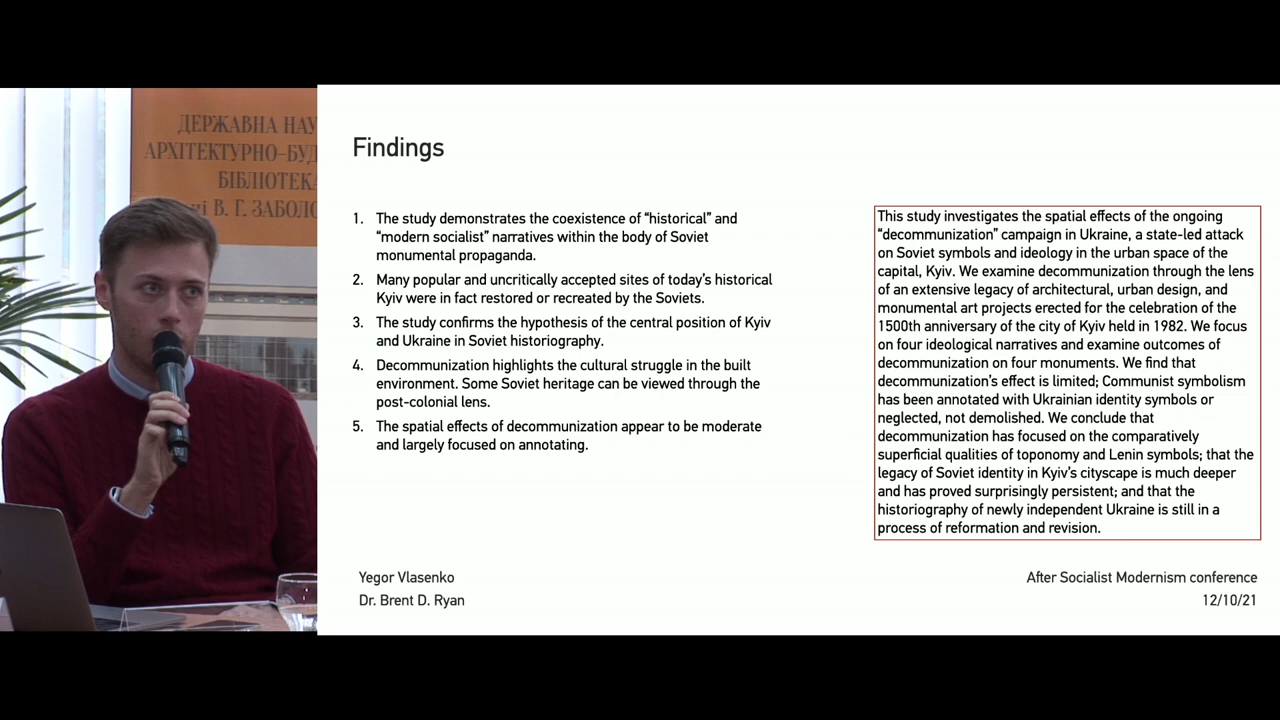 ДЕРЖАВНА
АРХІТЕКТУРНО-БУД
БІБЛІОТЕКА
В. Г. ЗАБОЛО
Findings
1. The study demonstrates the coexistence of “historical” and
“modern socialist” narratives within the body of Soviet
monumental propaganda.
2. Many popular and uncritically accepted sites of today’s historical
Kyiv were in fact restored or recreated by the Soviets.
3. The study confirms the hypothesis of the central position of Kyiv
and Ukraine in Soviet historiography.
4. Decommunization highlights the cultural struggle in the built
environment. Some Soviet heritage can be viewed through the
post-colonial lens.
5. The spatial effects of decommunization appear to be moderate
and largely focused on annotating.
This study investigates the spatial effects of the ongoing
“decommunization” campaign in Ukraine, a state-led attack
on Soviet symbols and ideology in the urban space of the
capital, Kyiv. We examine decommunization through the lens
of an extensive legacy of architectural, urban design, and
monumental art projects erected for the celebration of the
1500th anniversary of the city of Kyiv held in 1982. We focus
on four ideological narratives and examine outcomes of
decommunization on four monuments. We find that
decommunization’s effect is limited; Communist symbolism
has been annotated with Ukrainian identity symbols or
neglected, not demolished. We conclude that
decommunization has focused on the comparatively
superficial qualities of toponomy and Lenin symbols; that the
legacy of Soviet identity in Kyiv’s cityscape is much deeper
and has proved surprisingly persistent; and that the
historiography of newly independent Ukraine is still in a
process of reformation and revision.
Yegor Vlasenko
Dr. Brent D. Ryan
After Socialist Modernism conference
12/10/21